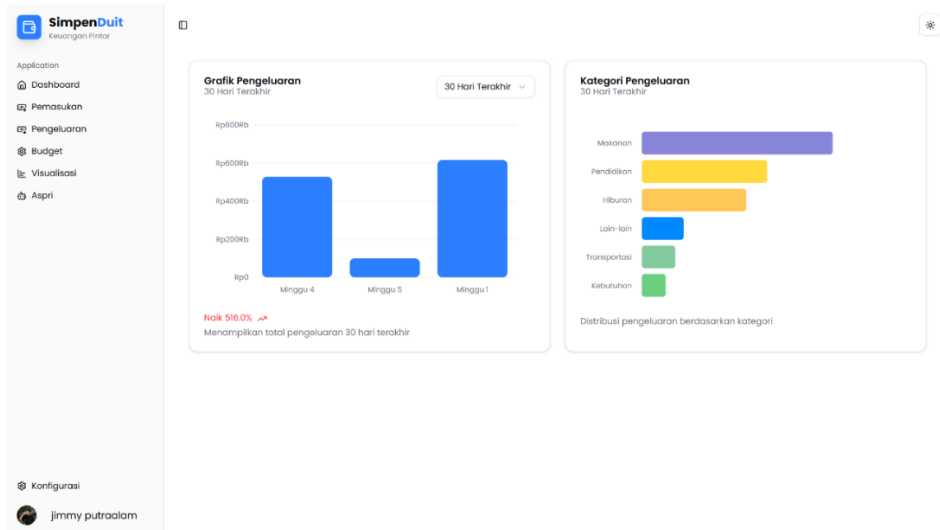 SimpenDuit
Keuangan Pintar
Application
Dashboard
Pemasukan
Pengeluaran
Budget
Visualisasi
Aspri
Konfigurasi
jimmy putraalam
Grafik Pengeluaran
30 Hari Terakhir
30 Hari Terakhir
Rp800Rb
Rp600Rb
Rp400Rb
Rp200Rb
Rp0
Minggu 4
Minggu 5
Minggu 1
Naik 516.0%
Menampilkan total pengeluaran 30 hari terakhir
Kategori Pengeluaran
30 Hari Terakhir
Makanan
Pendidikan
Hiburan
Lain-lain
Transportasi
Kebutuhan
Distribusi pengeluaran berdasarkan kategori